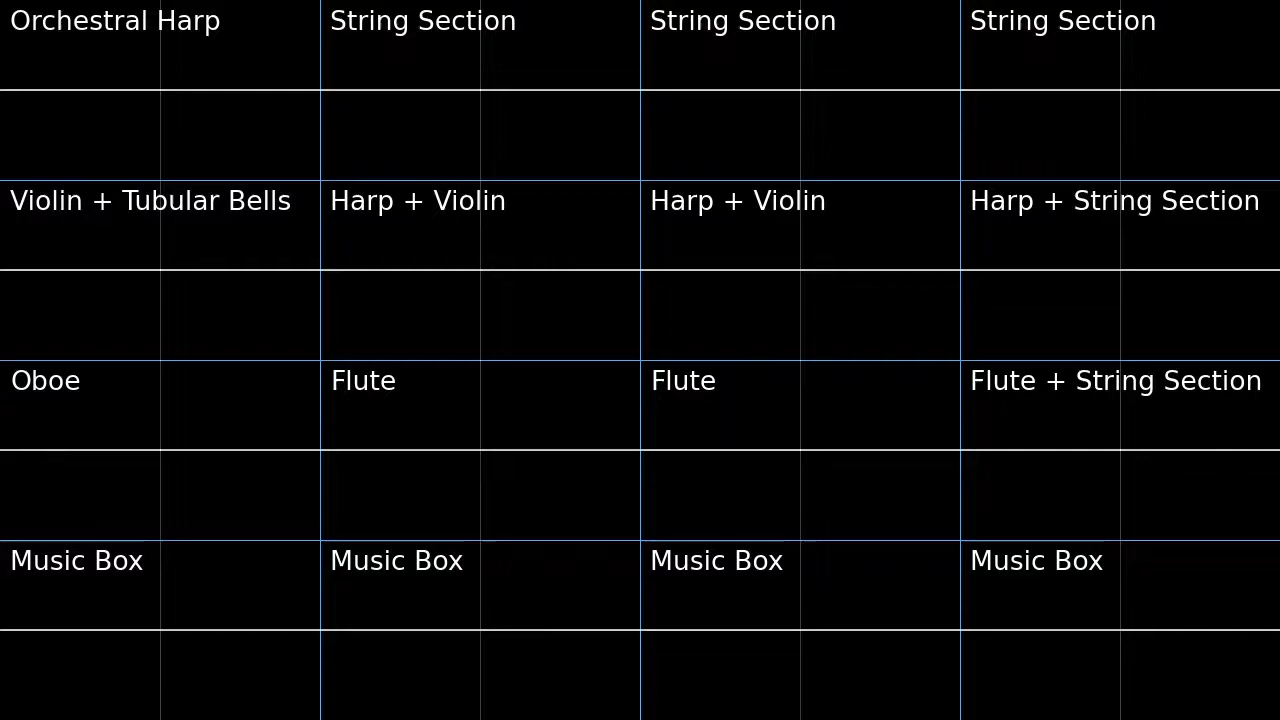 Orchestral Harp
String Section
String Section
String Section
Violin + Tubular Bells
Harp + Violin
Harp + Violin
Harp + String Section
Oboe
Flute
Flute
Flute + String Section
Music Box
Music Box
Music Box
Music Box